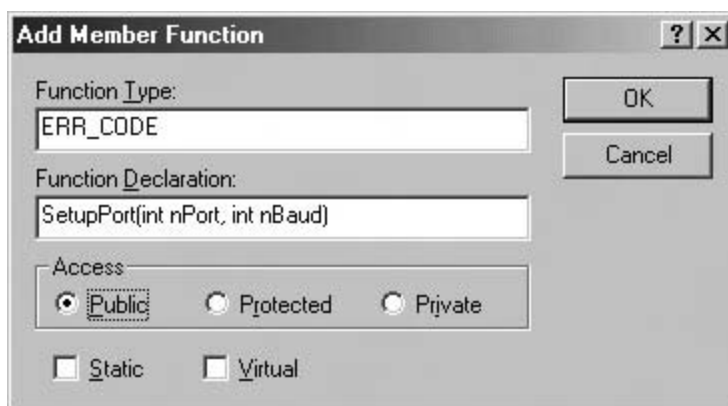 Add Member Function
Function Type:
OK
ERR_CODE
Cancel
Function Declaration:
SetupPort(int nPort, int nBaud)
Access
Public Protected Private
Static Virtual